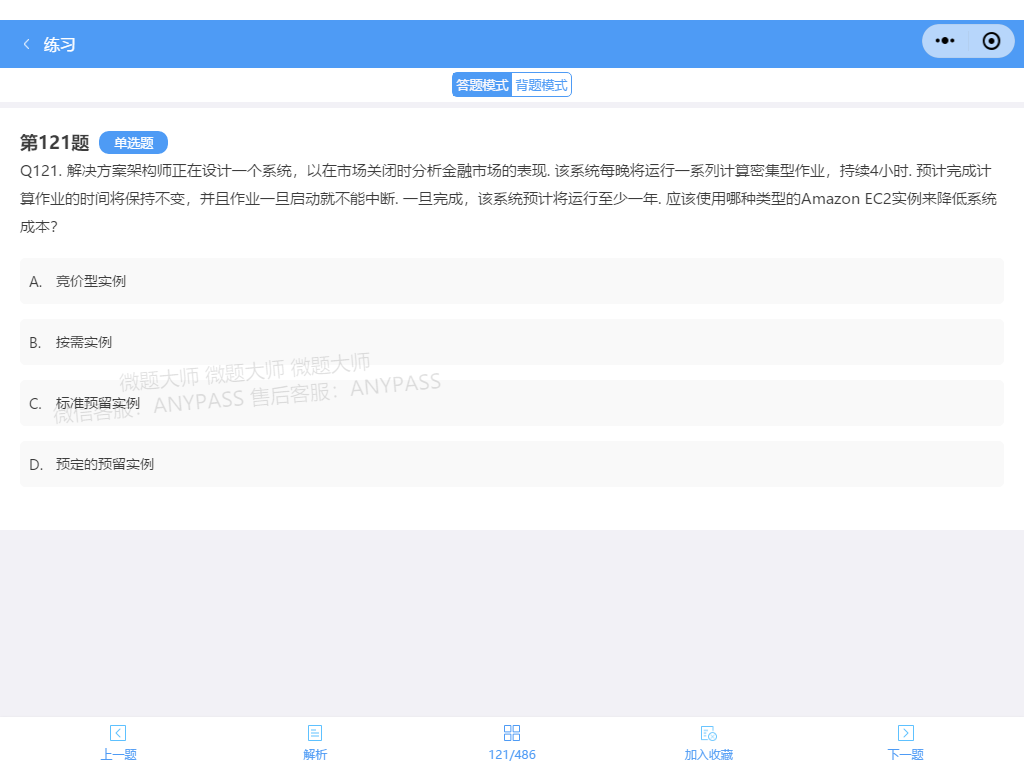 练习
答题模式 背题模式
第121题 单选题
Q121. 解决方案架构师正在设计一个系统，以在市场关闭时分析金融市场的表现. 该系统每晚将运行一系列计算密集型作业，持续4小时. 预计完成计
算作业的时间将保持不变，并且作业一旦启动就不能中断. 一旦完成，该系统预计将运行至少一年. 应该使用哪种类型的Amazon EC2实例来降低系统
成本?
A. 竞价型实例
B. 按需实例
微题大师 微题大师 微题大师
微信客服：ANYPASS 售后客服：ANYPASS
C. 标准预留实例
D. 预定的预留实例
上一题 解析 121/486 加入收藏 下一题